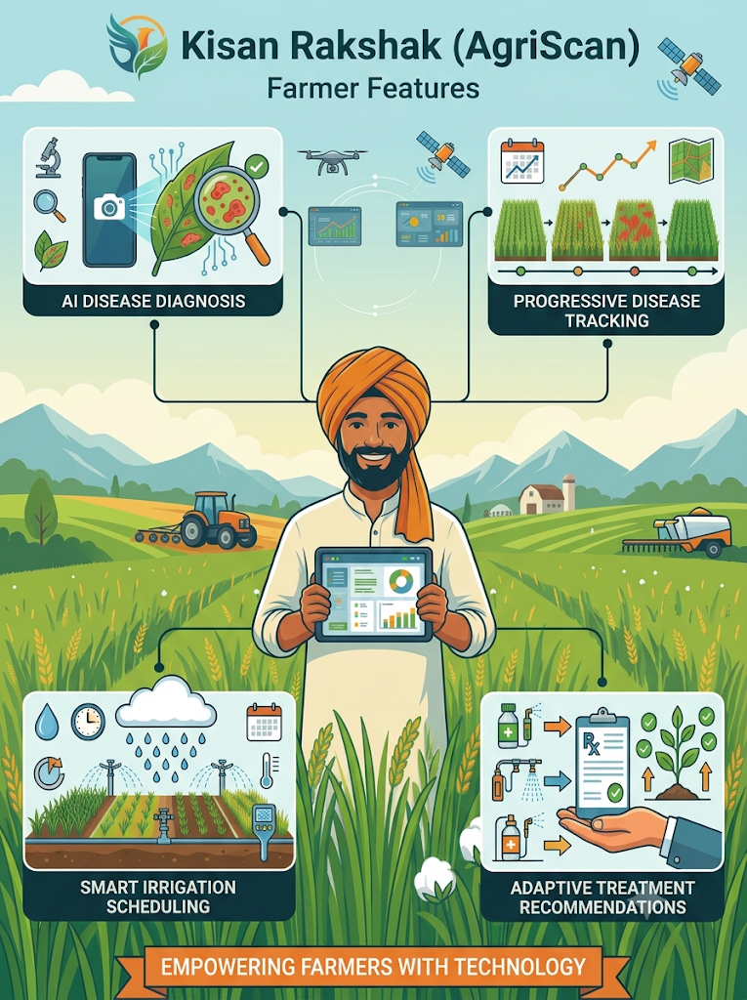 Kisan Rakshak (AgriScan)
Farmer Features
AI DISEASE DIAGNOSIS
PROGRESSIVE DISEASE
TRACKING
SMART IRRIGATION
SCHEDULING
Rx
ADAPTIVE TREATMENT
RECOMMENDATIONS
EMPOWERING FARMERS WITH TECHNOLOGY